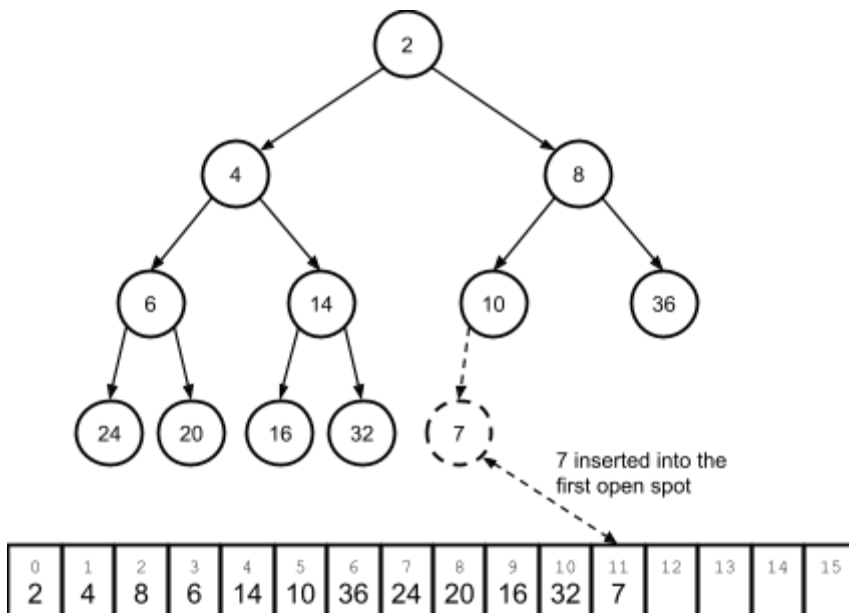 2
4 8
6 14 10 36
24 20 16 32 7
7 inserted into the
first open spot
0 1 2 3 4 5 6 7 8 9 10 11 12 13 14 15
2 4 8 6 14 10 36 24 20 16 32 7